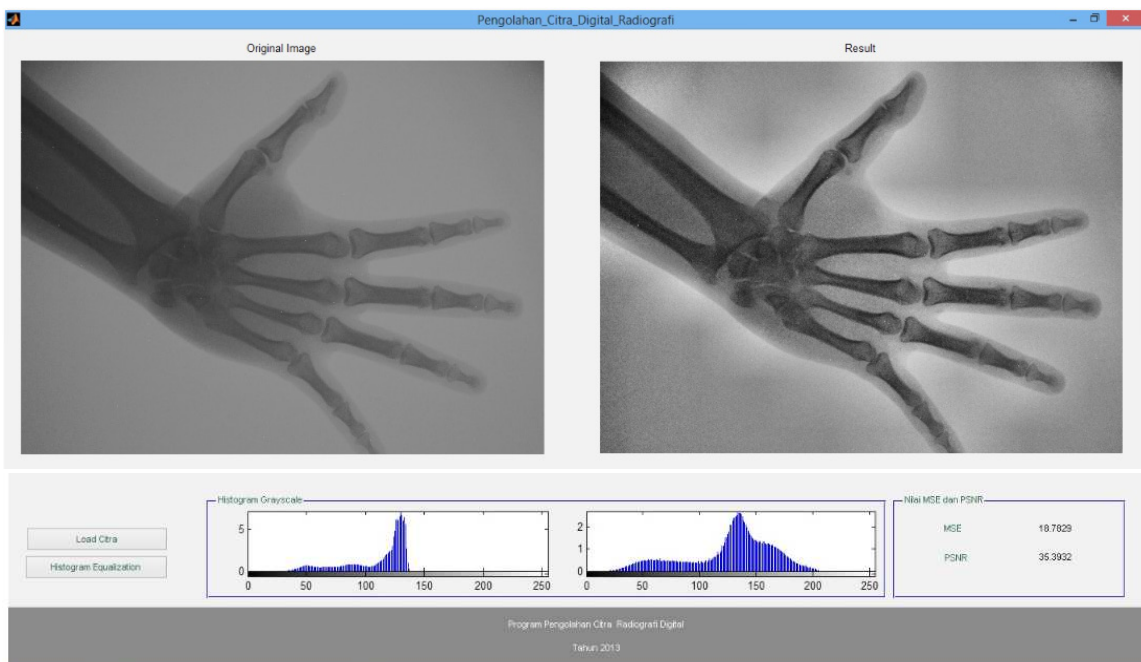 Pengolahan_Citra_Digital_Radiografi
Original Image
Result
Load Citra
Histogram Equalization
Histogram Grayscale
5
0
0 50 100 150 200 250
2
1
0
0 50 100 150 200 250
Nilai MSE dan PSNR
MSE 18.7829
PSNR 35.3932
Program Pengolahan Citra Radiografi Digital
Tahun 2013